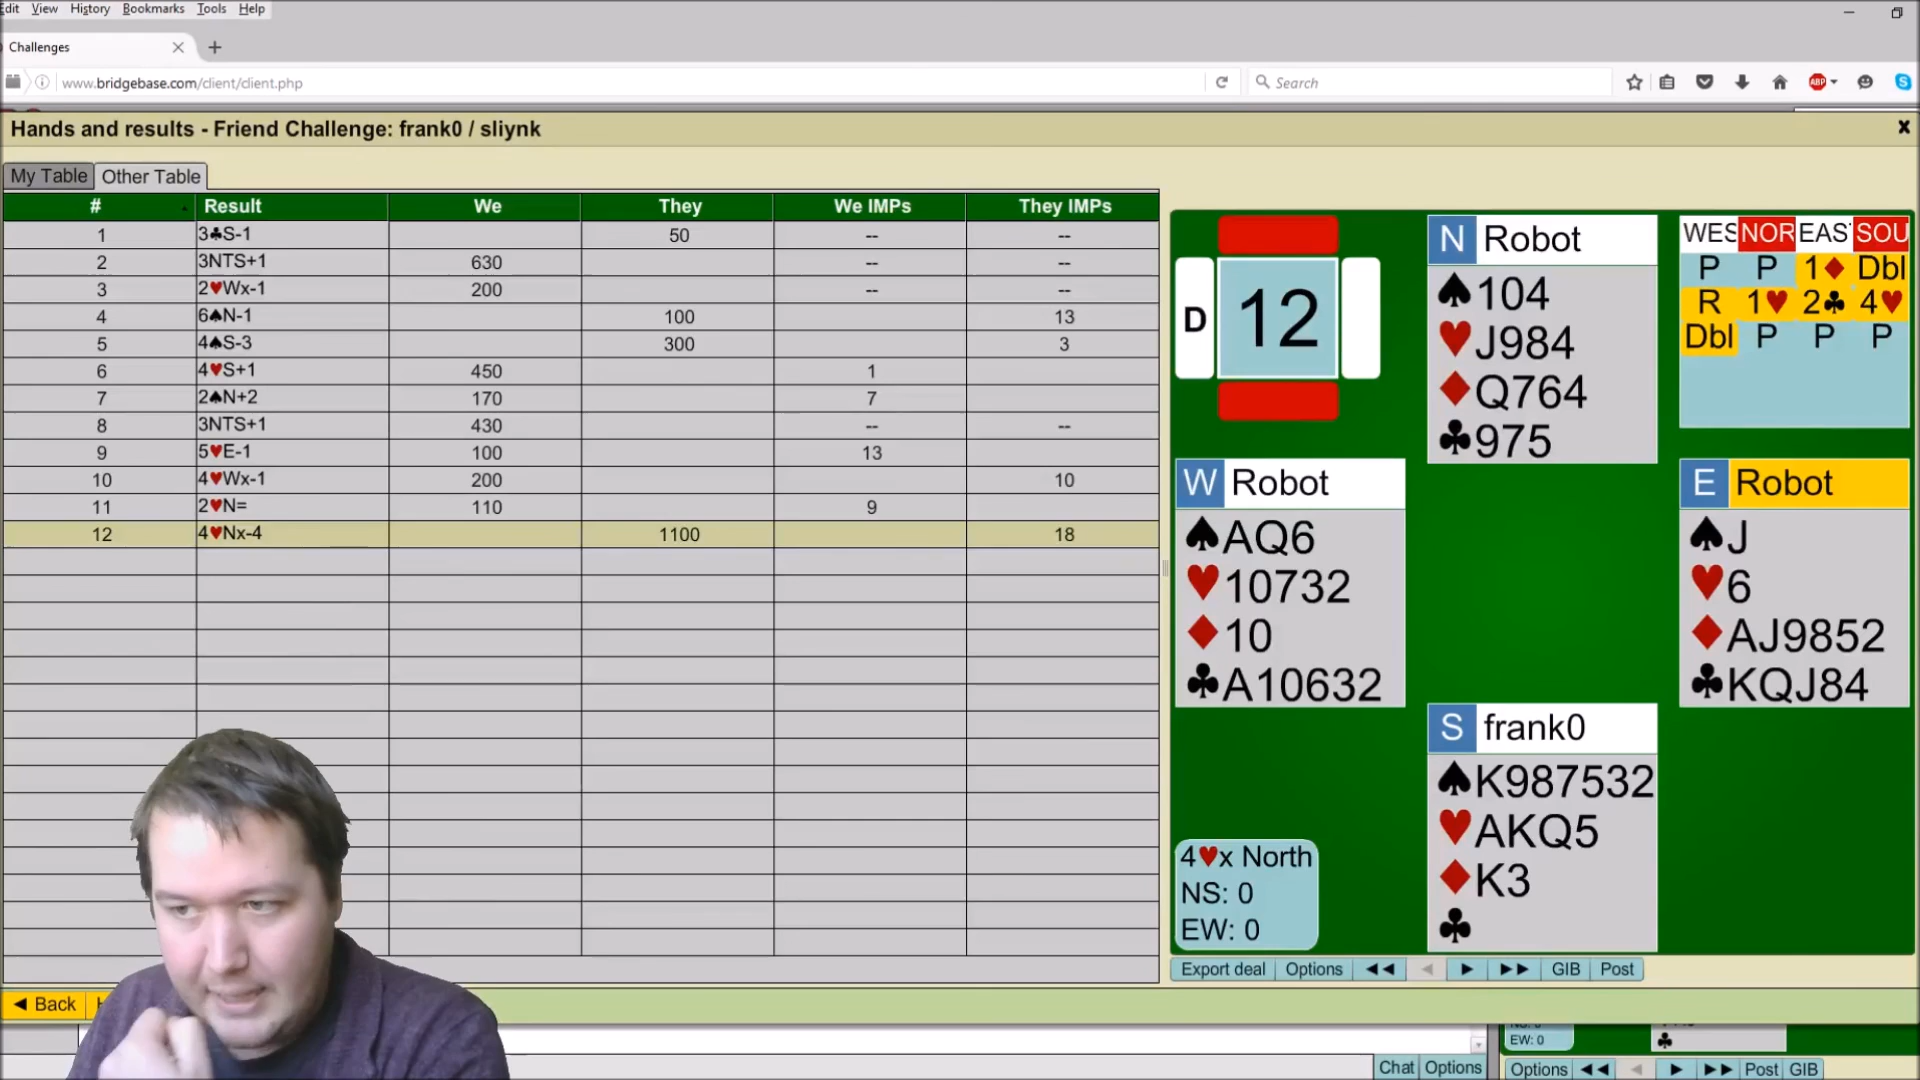 Edit View History Bookmarks Tools Help
Challenges
www.bridgebase.com/client/client.php
Search
ABP
Hands and results - Friend Challenge: frank0 / sliynk
My Table Other Table
# Result We They We IMPs They IMPs
1 3♣S-1 50 -- --
2 3NTS+1 630 -- --
3 2♥Wx-1 200 -- --
4 6♠N-1 100 13
5 4♠S-3 300 3
6 4♥S+1 450 1
7 2♠N+2 170 7
8 3NTS+1 430 -- --
9 5♥E-1 100 13
10 4♥Wx-1 200 10
11 2♥N= 110 9
12 4♥Nx-4 1100 18
D 12
N Robot
♠104
♥J984
♦Q764
♣975
WES NOR EAS SOU
P P 1♦ Dbl
R 1♥ 2♣ 4♥
Dbl P P P
W Robot
♠AQ6
♥10732
♦10
♣A10632
E Robot
♠J
♥6
♦AJ9852
♣KQJ84
S frank0
♠K987532
♥AKQ5
♦K3
♣
4♥x North
NS: 0
EW: 0
Export deal Options GIB Post
Back
EW: 0
Chat Options
Options Post GIB